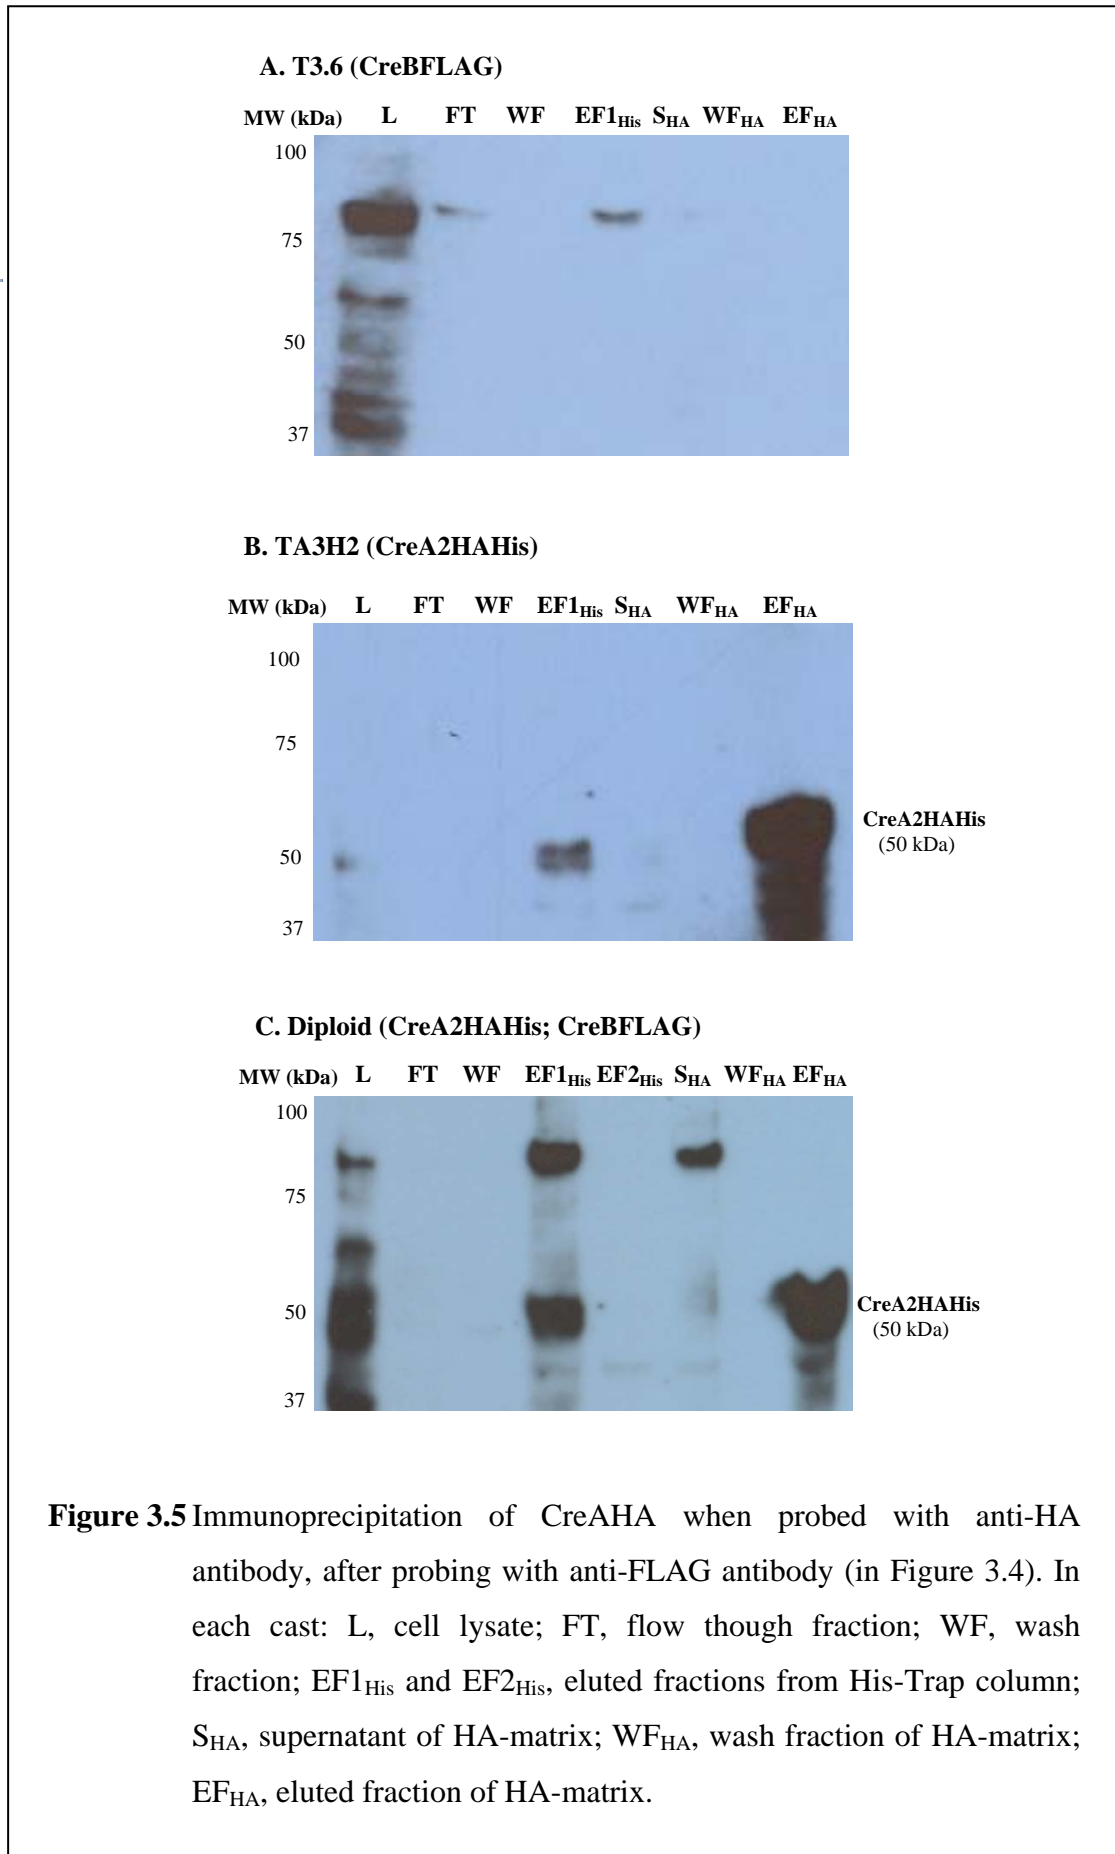 A. T3.6 (CreBFLAG)
MW (kDa) L FT WF EF1His SHA WFHA EFHA
100
75
50
37
B. TA3H2 (CreA2HAHis)
MW (kDa) L FT WF EF1His SHA WFHA EFHA
100
75
CreA2HAHis
50 (50 kDa)
37
C. Diploid (CreA2HAHis; CreBFLAG)
MW (kDa) L FT WF EF1His EF2His SHA WFHA EFHA
100
75
50 CreA2HAHis
(50 kDa)
37
Figure 3.5 Immunoprecipitation of CreAHA when probed with anti-HA
antibody, after probing with anti-FLAG antibody (in Figure 3.4). In
each cast: L, cell lysate; FT, flow though fraction; WF, wash
fraction; EF1His and EF2His, eluted fractions from His-Trap column;
SHA, supernatant of HA-matrix; WFHA, wash fraction of HA-matrix;
EFHA, eluted fraction of HA-matrix.